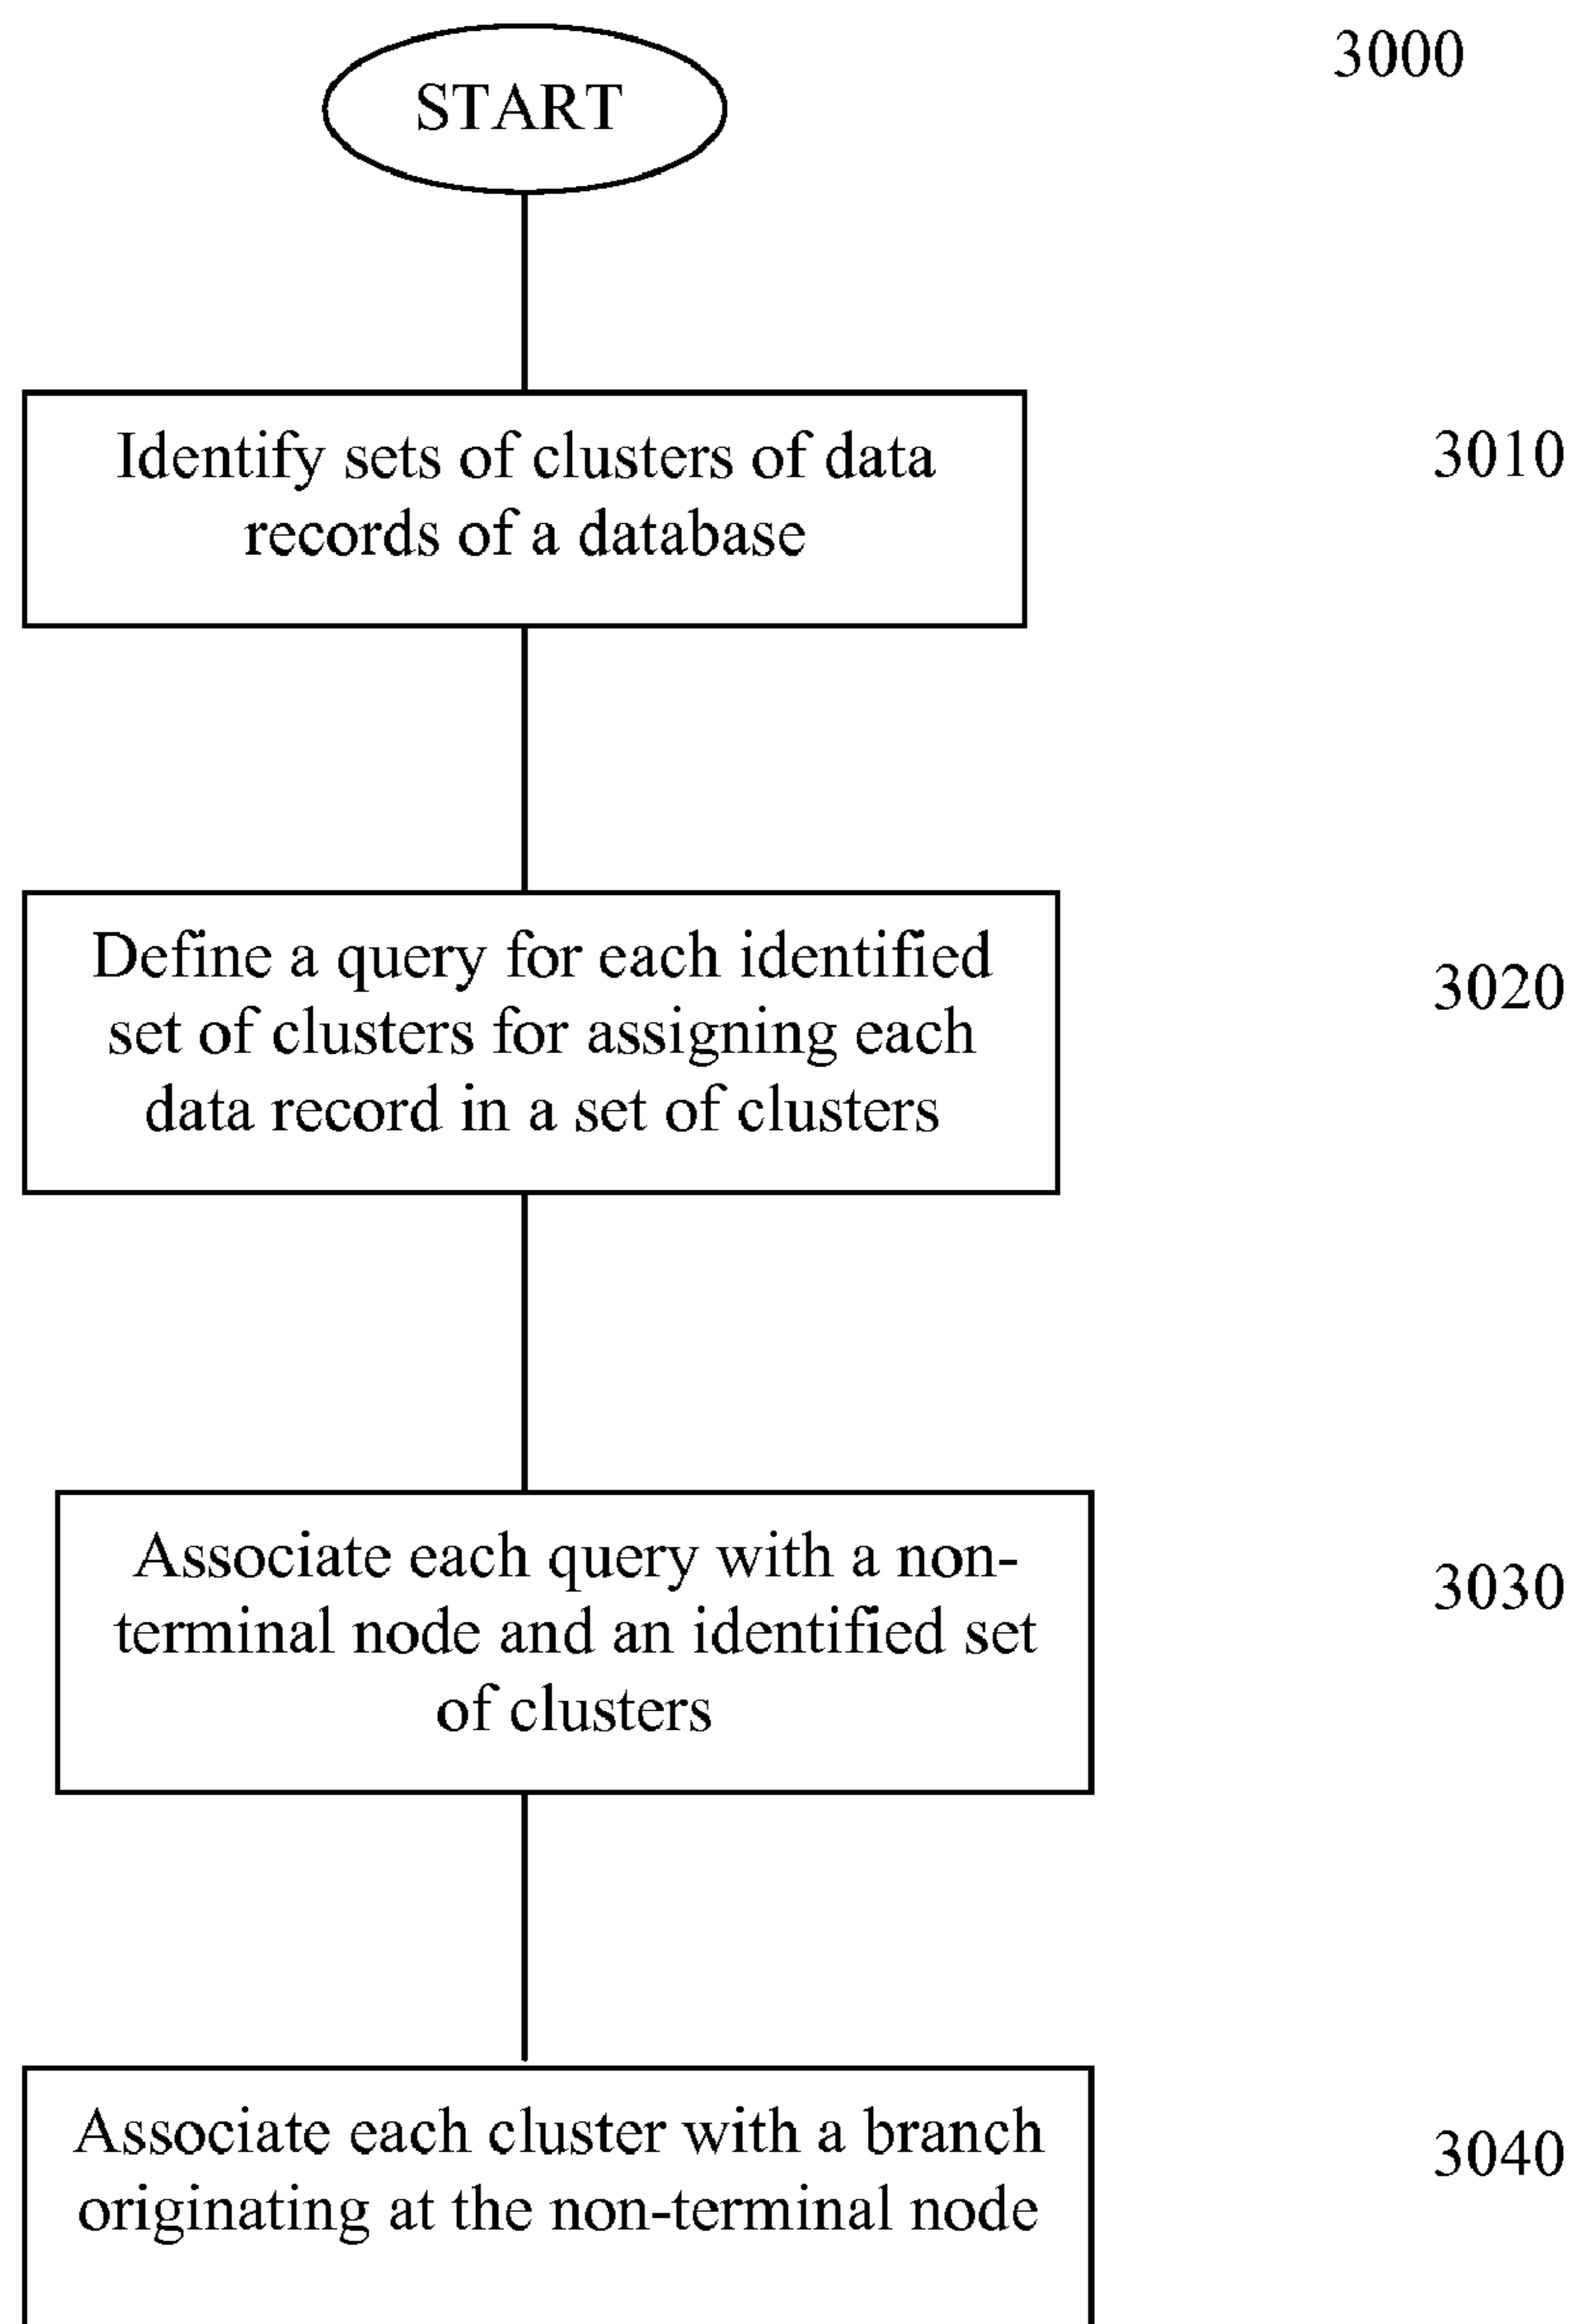 3000
START
Identify sets of clusters of data
records of a database
3010
Define a query for each identified
set of clusters for assigning each
data record in a set of clusters
3020
Associate each query with a non-
terminal node and an identified set
of clusters
3030
Associate each cluster with a branch
originating at the non-terminal node
3040